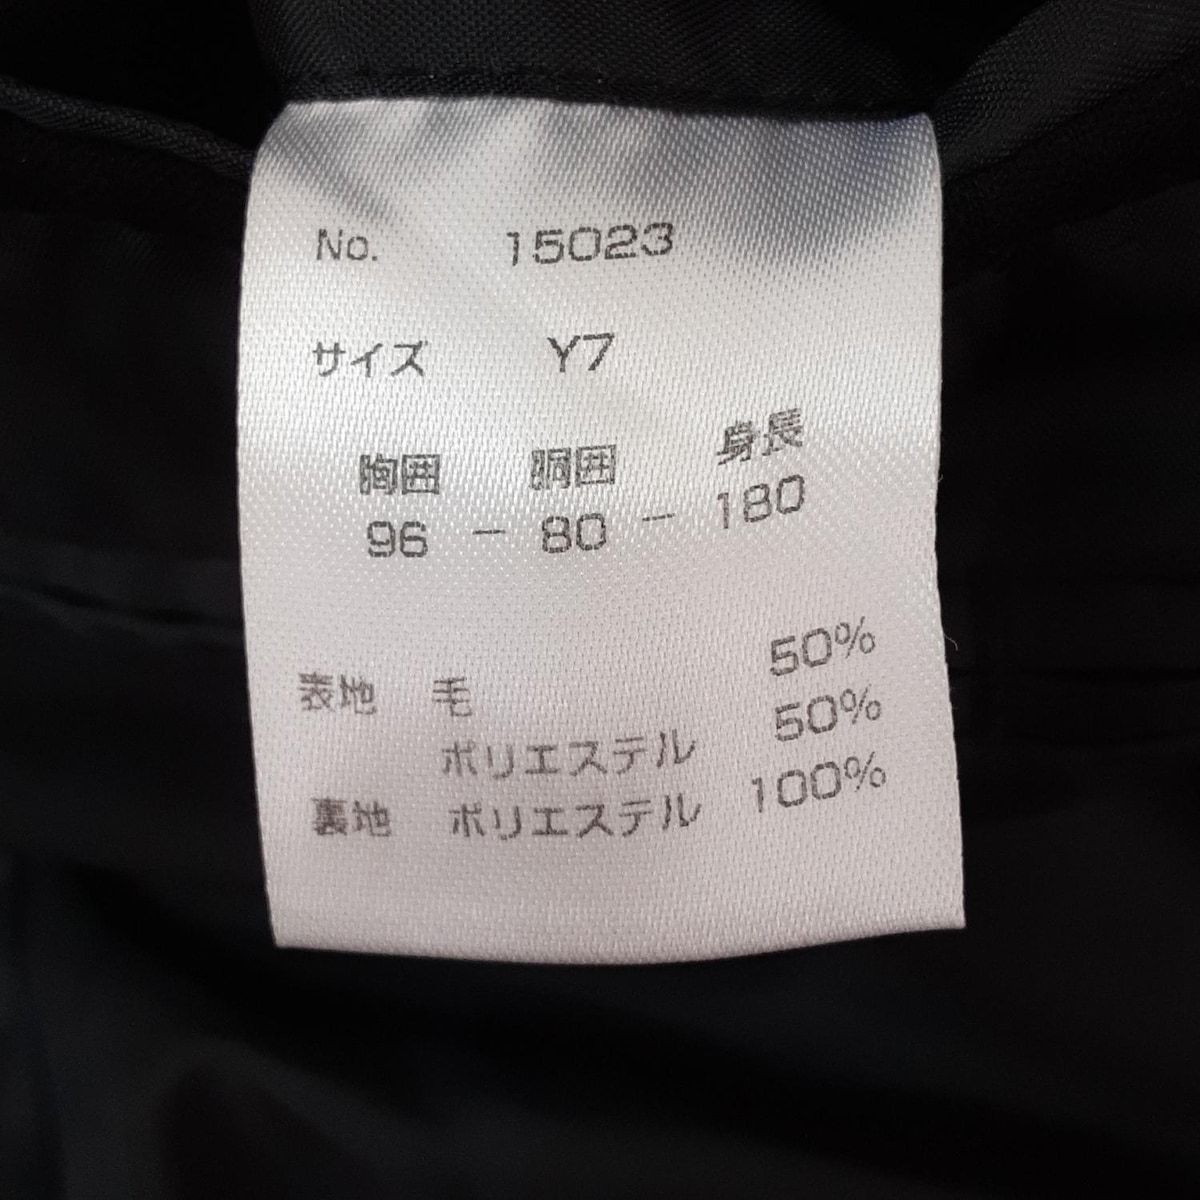 No. 15023
サイズ Y7
胸囲 胴囲 身長
96 - 80 - 180
表地 毛 50%
ポリエステル 50%
裏地 ポリエステル 100%